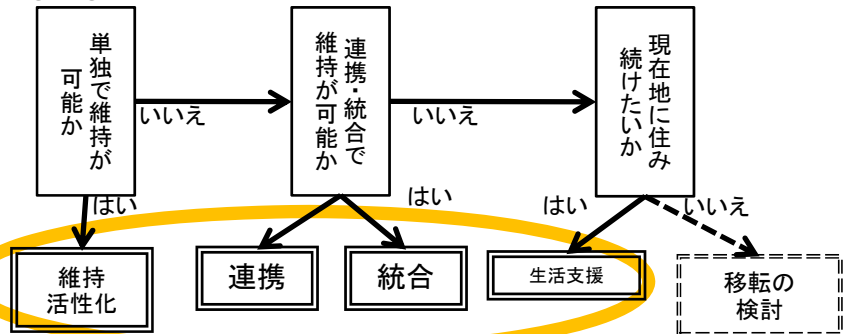 単独で維持が
可能か
いいえ
連携・統合で
維持が可能か
いいえ
現在地に住み
続けたいか
はい
はい
はい
いいえ
維持
活性化
連携
統合
生活支援
移転の
検討